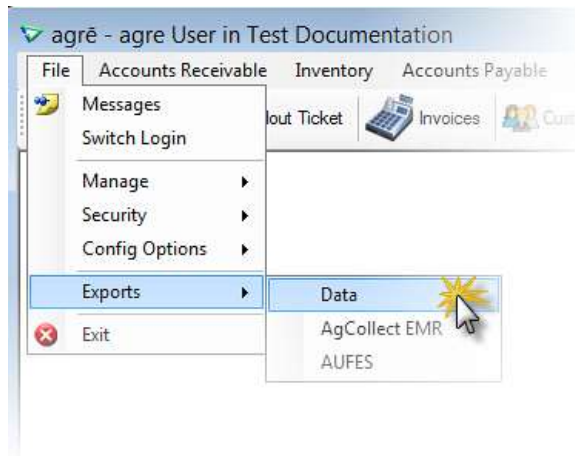 agrē - agre User in Test Documentation
File Accounts Receivable Inventory Accounts Payable
Messages
lout Ticket Invoices Cust
Switch Login
Manage
Security
Config Options
Exports
Data
AgCollect EMR
Exit
AUFES